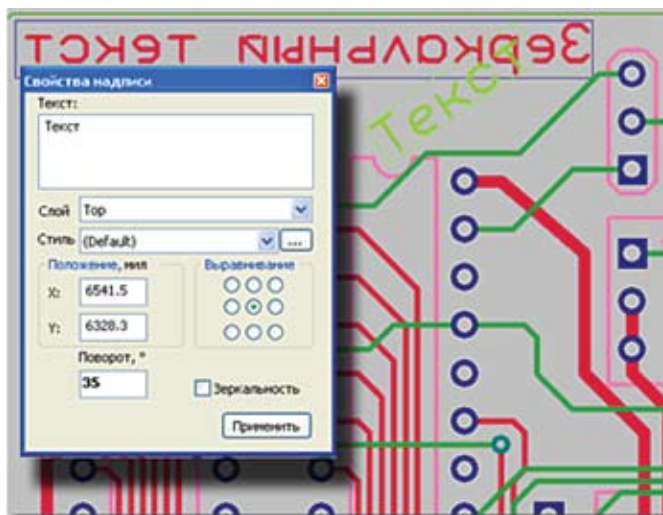 Зеркальный текст
Текст
Свойства надписи
Текст:
Текст
Слой Top
Стиль (Default) ...
Положение, мил Выравнивание
X: 6541.5
Y: 6328.3
Поворот, °
35
Зеркальность
Применить